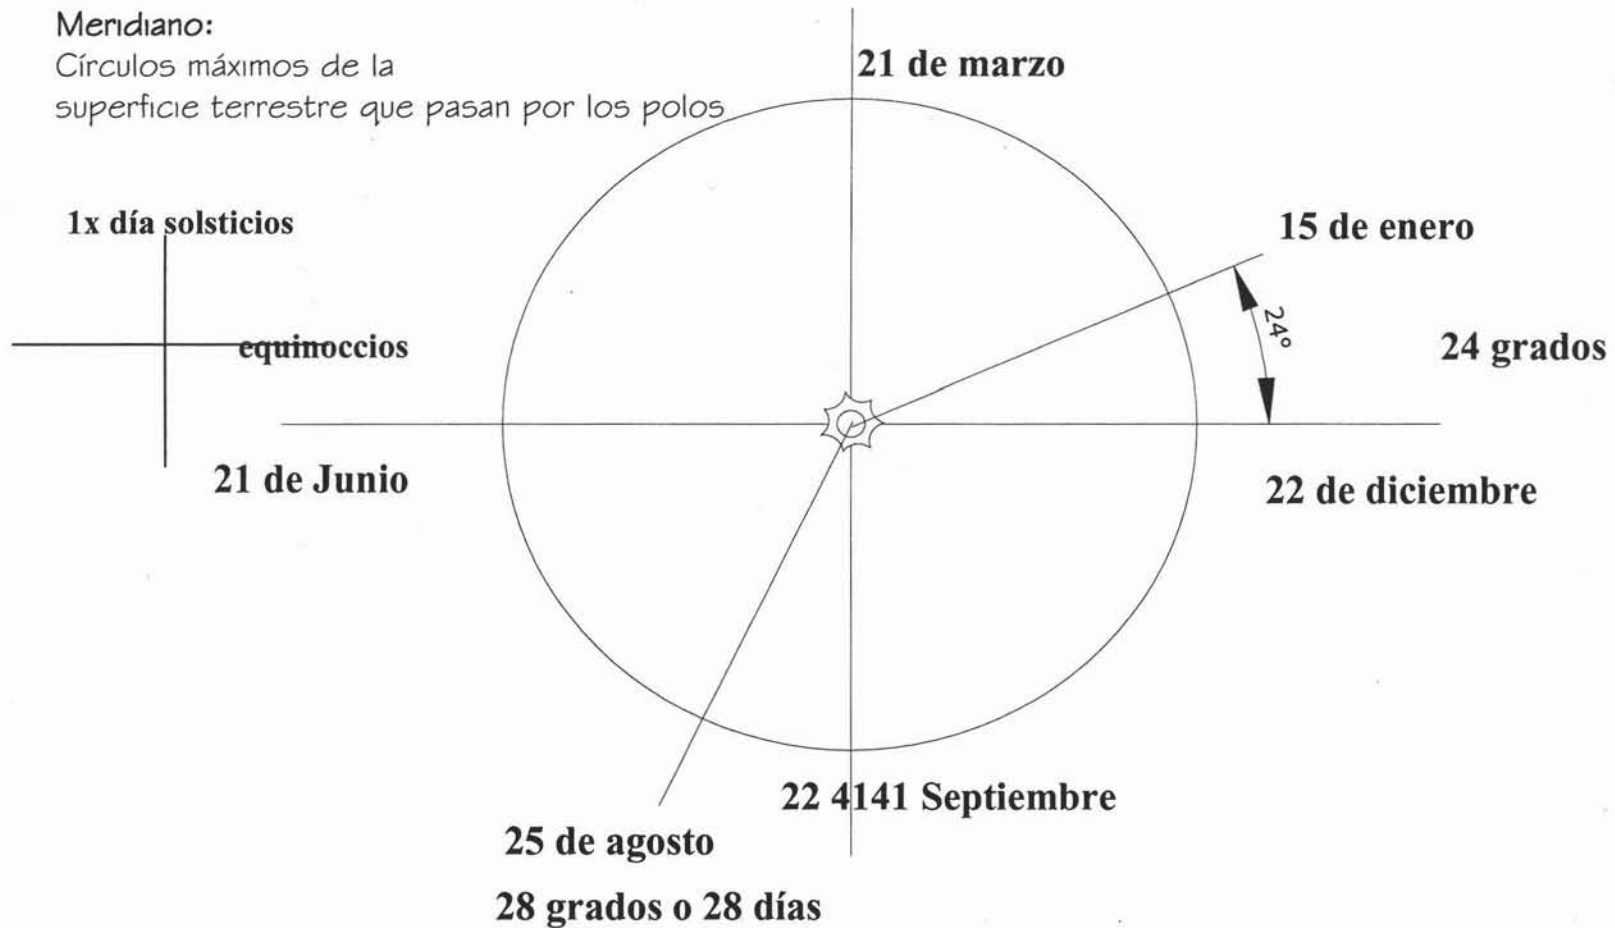 Meridiano:
Círculos máximos de la
superficie terrestre que pasan por los polos
21 de marzo
1x día solsticios
15 de enero
24°
equinoccios
24 grados
21 de Junio
22 de diciembre
22 4141 Septiembre
25 de agosto
28 grados o 28 días